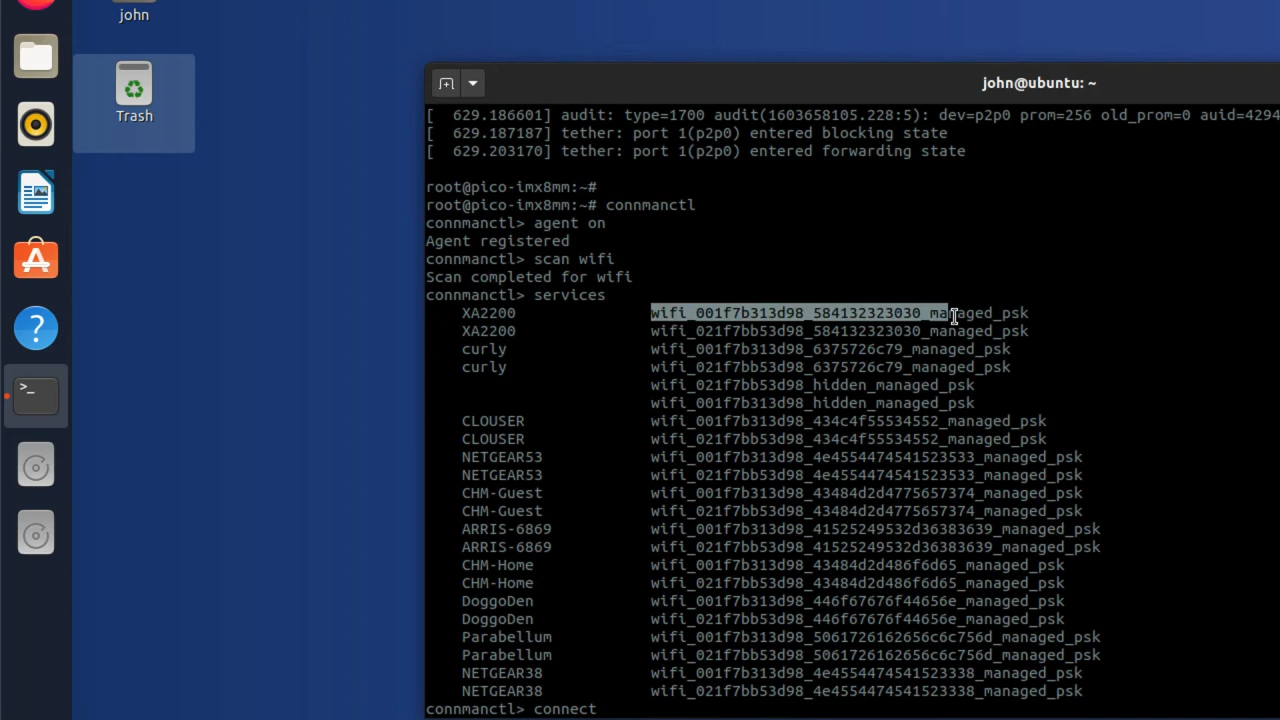 john
Trash
john@ubuntu: ~
[  629.186601] audit: type=1700 audit(1603658105.228:5): dev=p2p0 prom=256 old_prom=0 auid=4294
[  629.187187] tether: port 1(p2p0) entered blocking state
[  629.203170] tether: port 1(p2p0) entered forwarding state
root@pico-imx8mm:~#
root@pico-imx8mm:~# connmanctl
connmanctl> agent on
Agent registered
connmanctl> scan wifi
Scan completed for wifi
connmanctl> services
XA2200 wifi_001f7b313d98_584132323030_managed_psk
XA2200 wifi_021f7bb53d98_584132323030_managed_psk
curly wifi_001f7b313d98_6375726c79_managed_psk
curly wifi_021f7bb53d98_6375726c79_managed_psk
wifi_021f7bb53d98_hidden_managed_psk
wifi_001f7b313d98_hidden_managed_psk
CLOUSER wifi_001f7b313d98_434c4f55534552_managed_psk
CLOUSER wifi_021f7bb53d98_434c4f55534552_managed_psk
NETGEAR53 wifi_001f7b313d98_4e4554474541523533_managed_psk
NETGEAR53 wifi_021f7bb53d98_4e4554474541523533_managed_psk
CHM-Guest wifi_001f7b313d98_43484d2d4775657374_managed_psk
CHM-Guest wifi_021f7bb53d98_43484d2d4775657374_managed_psk
ARRIS-6869 wifi_001f7b313d98_41525249532d36383639_managed_psk
ARRIS-6869 wifi_021f7bb53d98_41525249532d36383639_managed_psk
CHM-Home wifi_001f7b313d98_43484d2d486f6d65_managed_psk
CHM-Home wifi_021f7bb53d98_43484d2d486f6d65_managed_psk
DoggoDen wifi_001f7b313d98_446f67676f44656e_managed_psk
DoggoDen wifi_021f7bb53d98_446f67676f44656e_managed_psk
Parabellum wifi_001f7b313d98_5061726162656c6c756d_managed_psk
Parabellum wifi_021f7bb53d98_5061726162656c6c756d_managed_psk
NETGEAR38 wifi_001f7b313d98_4e4554474541523338_managed_psk
NETGEAR38 wifi_021f7bb53d98_4e4554474541523338_managed_psk
connmanctl> connect